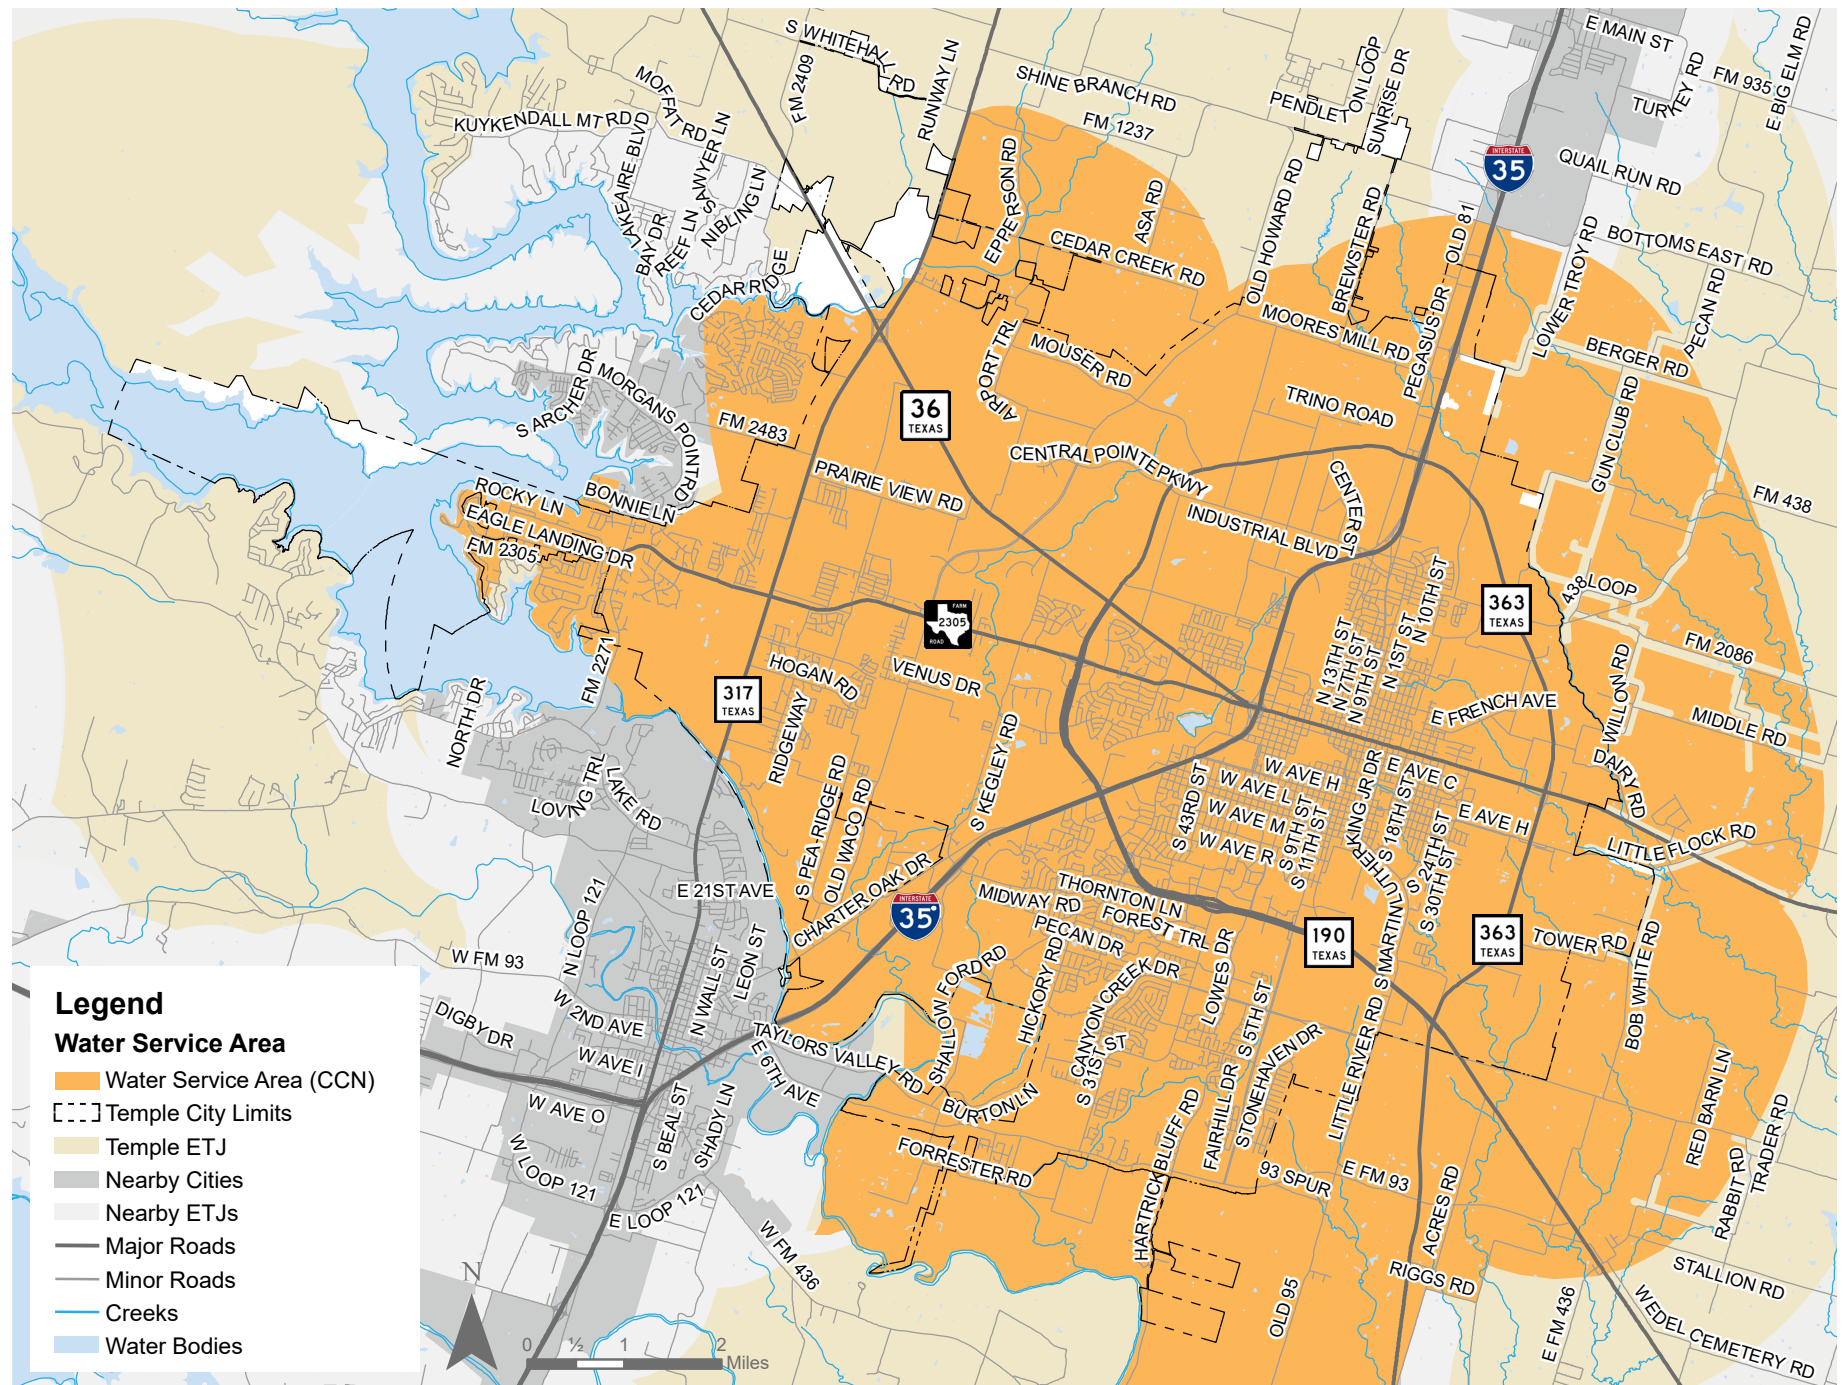 S WHITEHALL RD
FM 2409
RUNWAY LN
SHINE BRANCH RD
FM 1237
PENDLETON LOOP
SUNRISE DR
E MAIN ST
TURKEY RD
FM 935
E BIG ELM RD
INTERSTATE
35
QUAIL RUN RD
MOFFAT RD
KUYKENDALL MT RD
LAKEAIRE BLVD
SAWYER LN
NIBLING LN
REEF LN
BAY DR
CEDAR RIDGE
EPPERSON RD
ASA RD
CEDAR CREEK RD
OLD HOWARD RD
BREWSTER RD
OLD 81
PEGASUS DR
LOWER TROY RD
BOTTOMS EAST RD
PECAN RD
BERGER RD
MOORES MILL RD
MOUSER RD
AIRPORT TRL
TRINO ROAD
GUN CLUB RD
FM 438
S ARCHER DR
MORGANS POINT RD
FM 2483
36
TEXAS
PRAIRIE VIEW RD
CENTRAL POINTE PKWY
CENTER ST
INDUSTRIAL BLVD
ROCKY LN
BONNIE LN
EAGLE LANDING DR
FM 2305
FARM
2305
ROAD
N 10TH ST
N 1ST ST
N 13TH ST
N 7TH ST
N 9TH ST
363
TEXAS
438 LOOP
FM 2086
WILLOW RD
MIDDLE RD
E FRENCH AVE
FM 2271
317
TEXAS
HOGAN RD
VENUS DR
RIDGEWAY
NORTH DR
LOVING TRL
LAKE RD
S KEGLEY RD
S PEA RIDGE RD
OLD WACO RD
S 43RD ST
W AVE H
W AVE L
W AVE M
W AVE R
S 9TH ST
S 11TH ST
S MARTIN LUTHER KING JR DR
S 18TH ST
E AVE C
E AVE H
S 24TH ST
S 30TH ST
DAIRY RD
LITTLE FLOCK RD
E 21ST AVE
CHARTER OAK DR
INTERSTATE
35
MIDWAY RD
THORNTON LN
FOREST TRL
PECAN DR
190
TEXAS
363
TEXAS
TOWER RD
BOB WHITE RD
N LOOP 121
W FM 93
W 2ND AVE
N WALL ST
LEON ST
DIGBY DR
W AVE I
W AVE O
TAYLORS VALLEY RD
E 6TH AVE
SHALLOW FORD RD
HICKORY RD
CANYON CREEK DR
S 31ST ST
LOWES DR
S 5TH ST
STONEHAVEN DR
FAIRHILL DR
LITTLE RIVER RD
BURTON LN
S BEAL ST
SHADY LN
W LOOP 121
E LOOP 121
W FM 436
FORRESTER RD
HARTRICK BLUFF RD
93 SPUR
E FM 93
ACRES RD
RIGGS RD
OLD 95
RED BARN LN
TRADER RD
RABBIT RD
STALLION RD
E FM 436
WEDEL CEMETERY RD
Legend
Water Service Area
Water Service Area (CCN)
Temple City Limits
Temple ETJ
Nearby Cities
Nearby ETJs
Major Roads
Minor Roads
Creeks
Water Bodies
N
0 ½ 1 2
Miles